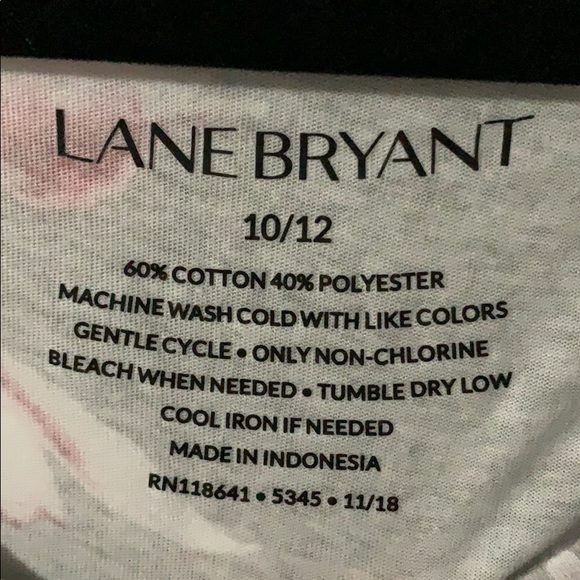 LANE BRYANT
10/12
60% COTTON 40% POLYESTER
MACHINE WASH COLD WITH LIKE COLORS
GENTLE CYCLE • ONLY NON-CHLORINE
BLEACH WHEN NEEDED • TUMBLE DRY LOW
COOL IRON IF NEEDED
MADE IN INDONESIA
RN118641 • 5345 • 11/18